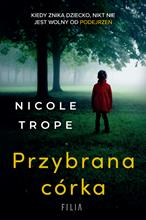 KIEDY ZNIKA DZIECKO, NIKT NIE
JEST WOLNY OD PODEJRZEŃ
NICOLE
TROPE
Przybrana
córka
FILIA